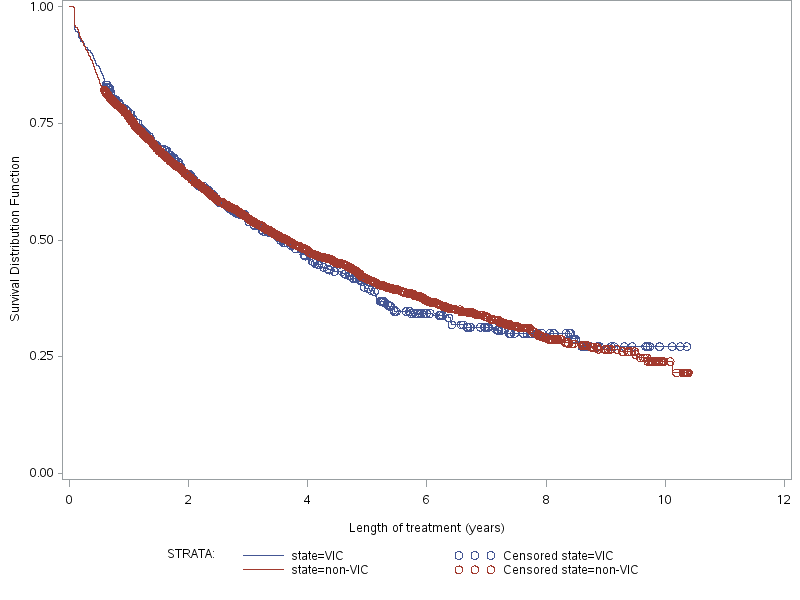 1.00
0.75
0.50
0.25
0.00
Survival Distribution Function
0 2 4 6 8 10 12
Length of treatment (years)
STRATA: state=VIC Censored state=VIC
state=non-VIC Censored state=non-VIC